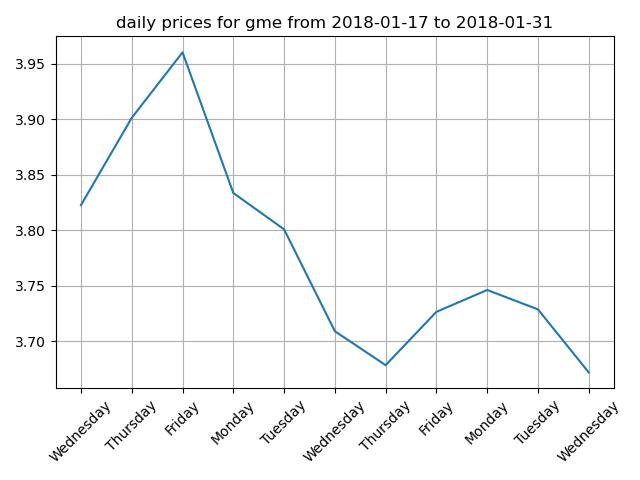 daily prices for gme from 2018-01-17 to 2018-01-31
3.95
3.90
3.85
3.80
3.75
3.70
Wednesday
Thursday
Friday
Monday
Tuesday
Wednesday
Thursday
Friday
Monday
Tuesday
Wednesday